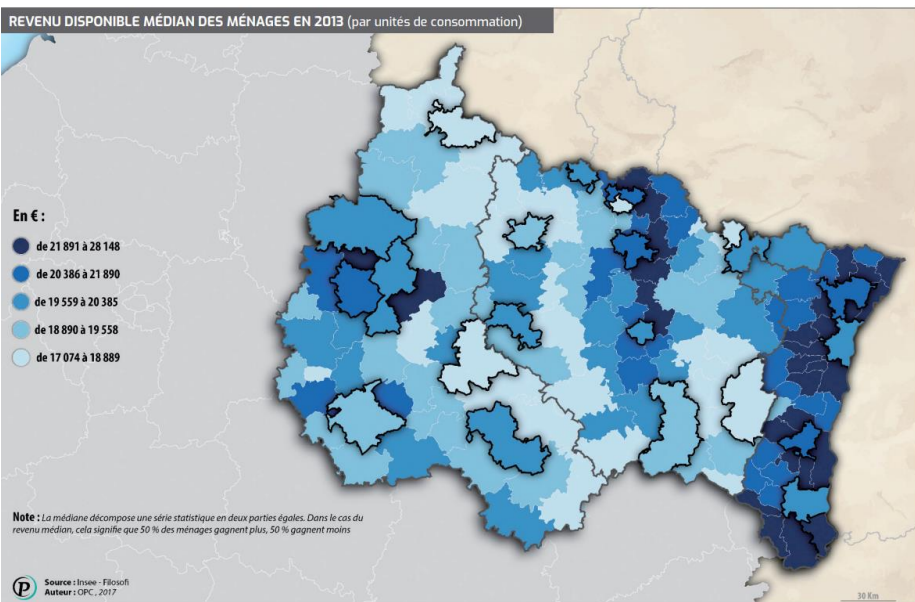 REVENU DISPONIBLE MÉDIAN DES MÉNAGES EN 2013 (par unités de consommation)
En € :
de 21 891 à 28 148
de 20 386 à 21 890
de 19 559 à 20 385
de 18 890 à 19 558
de 17 074 à 18 889
Note : La médiane décompose une série statistique en deux parties égales. Dans le cas du
revenu médian, cela signifie que 50 % des ménages gagnent plus, 50 % gagnent moins
P
Source : Insee - Filosofi
Auteur : OPC , 2017
30 Km